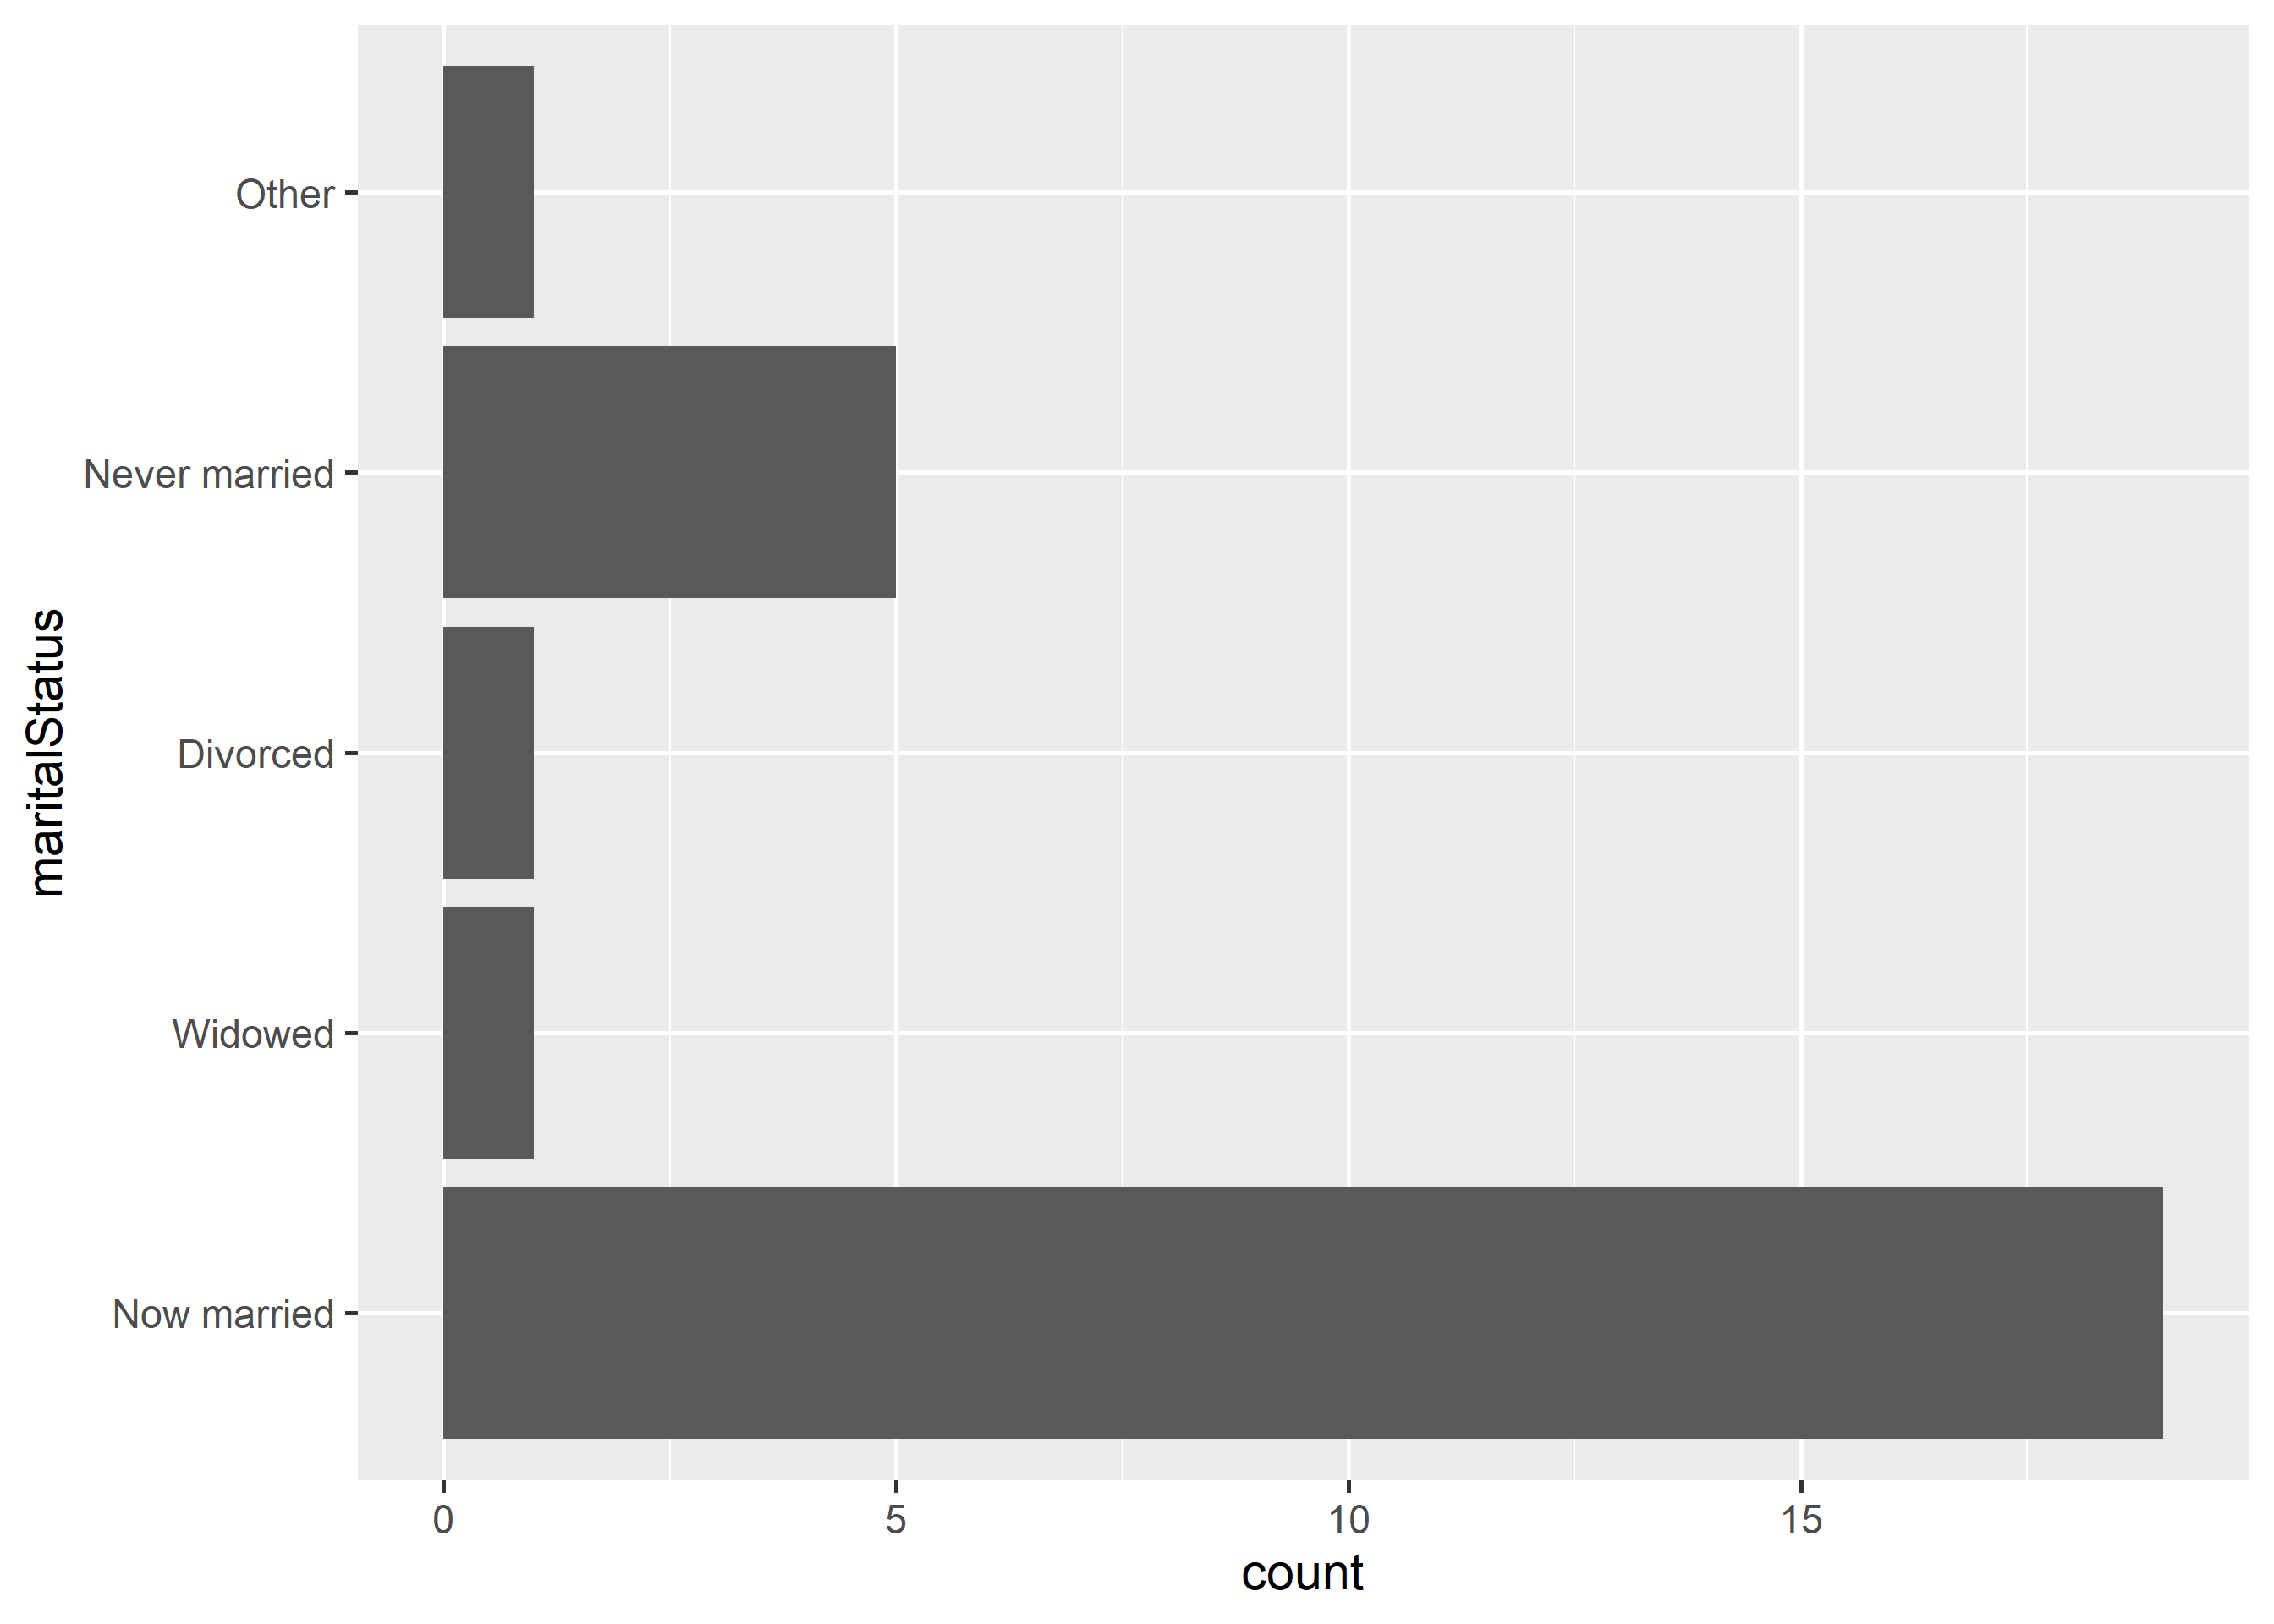 Other
Never married
Divorced
Widowed
Now married
maritalStatus
0 5 10 15
count